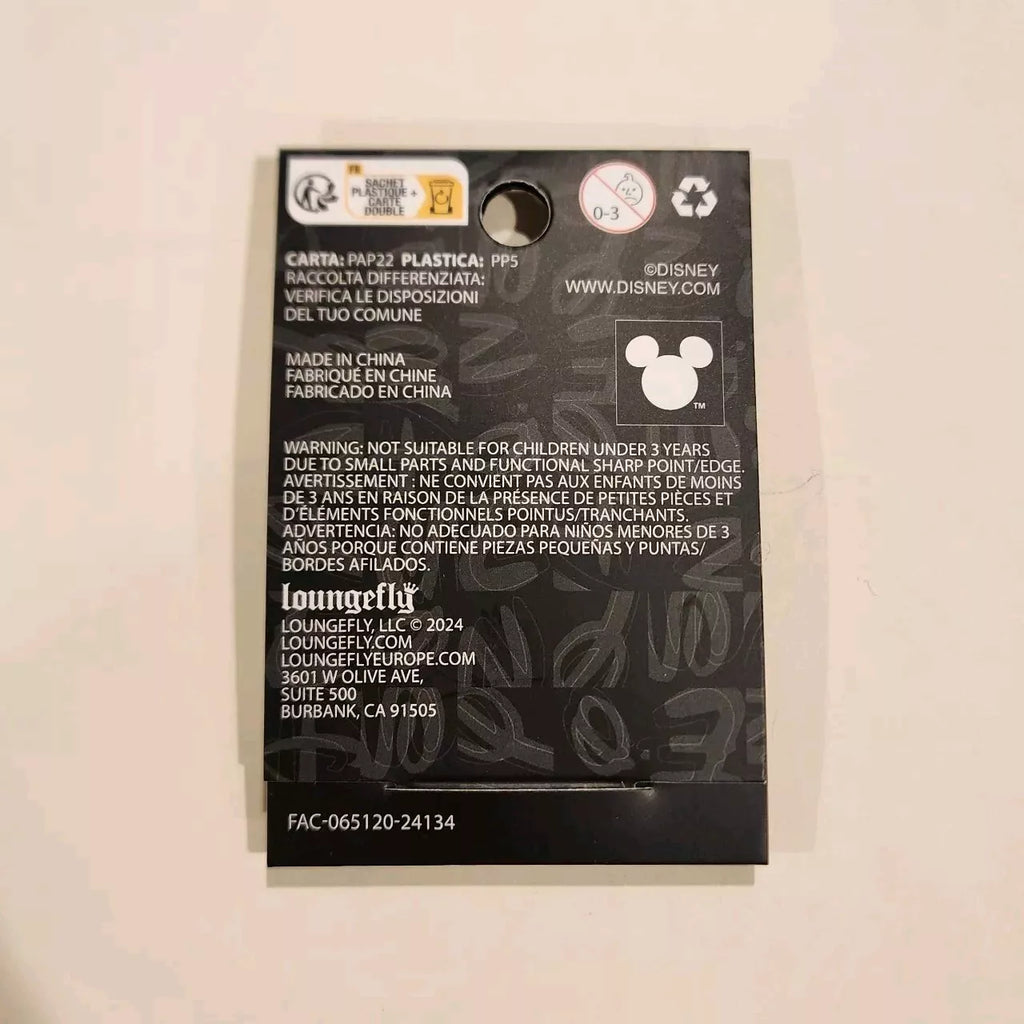 FR
SACHET
PLASTIQUE +
CARTE
DOUBLE
0-3
CARTA: PAP22 PLASTICA: PP5
RACCOLTA DIFFERENZIATA:
VERIFICA LE DISPOSIZIONI
DEL TUO COMUNE
©DISNEY
WWW.DISNEY.COM
TM
MADE IN CHINA
FABRIQUÉ EN CHINE
FABRICADO EN CHINA
WARNING: NOT SUITABLE FOR CHILDREN UNDER 3 YEARS
DUE TO SMALL PARTS AND FUNCTIONAL SHARP POINT/EDGE.
AVERTISSEMENT : NE CONVIENT PAS AUX ENFANTS DE MOINS
DE 3 ANS EN RAISON DE LA PRÉSENCE DE PETITES PIÈCES ET
D'ÉLÉMENTS FONCTIONNELS POINTUS/TRANCHANTS.
ADVERTENCIA: NO ADECUADO PARA NIÑOS MENORES DE 3
AÑOS PORQUE CONTIENE PIEZAS PEQUEÑAS Y PUNTAS/
BORDES AFILADOS.
loungefly
LOUNGEFLY, LLC © 2024
LOUNGEFLY.COM
LOUNGEFLYEUROPE.COM
3601 W OLIVE AVE,
SUITE 500
BURBANK, CA 91505
FAC-065120-24134